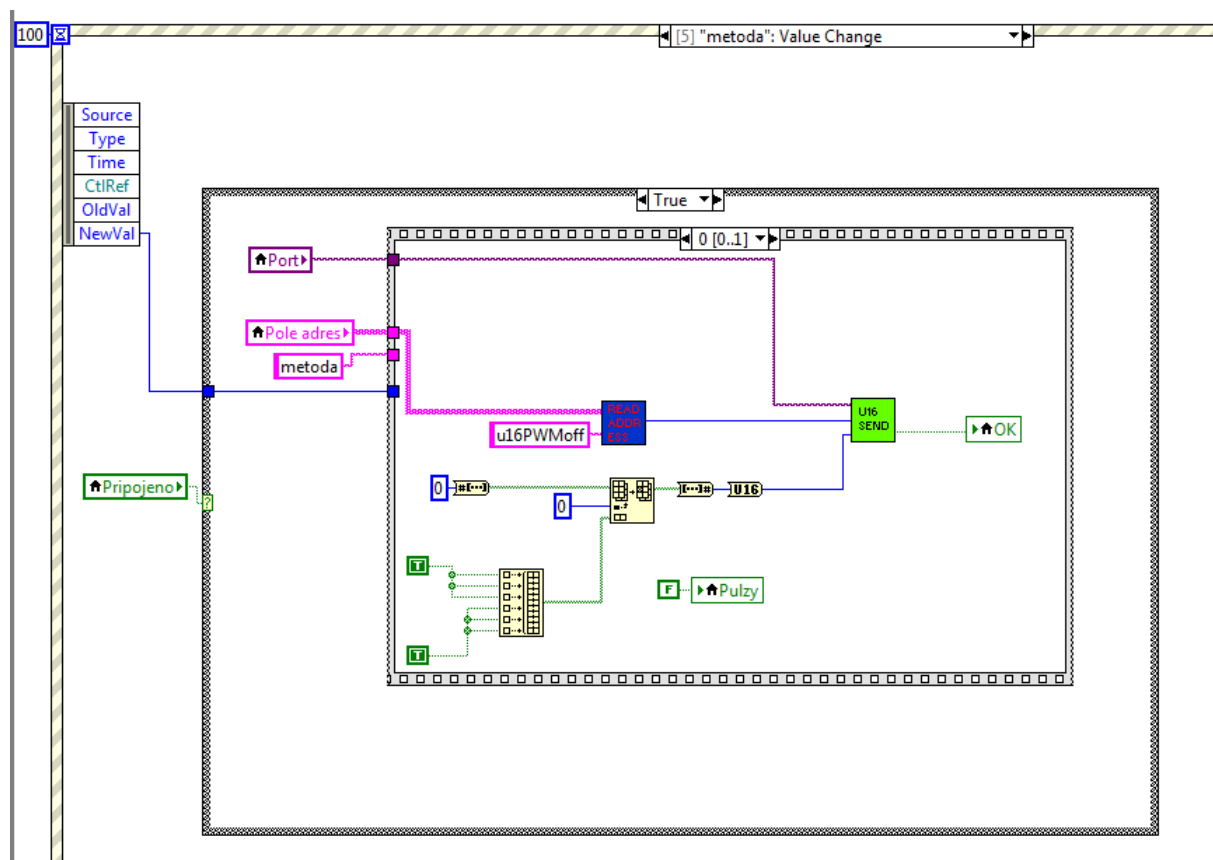 100
[5] "metoda": Value Change
Source
Type
Time
CtlRef
OldVal
NewVal
True
0 [0..1]
Port
Pole adres
metoda
READ
ADDR
ESS
U16
SEND
u16PWMoff
OK
Pripojeno
?
0
#[...]
[...]#
U16
0
T
F
Pulzy
T